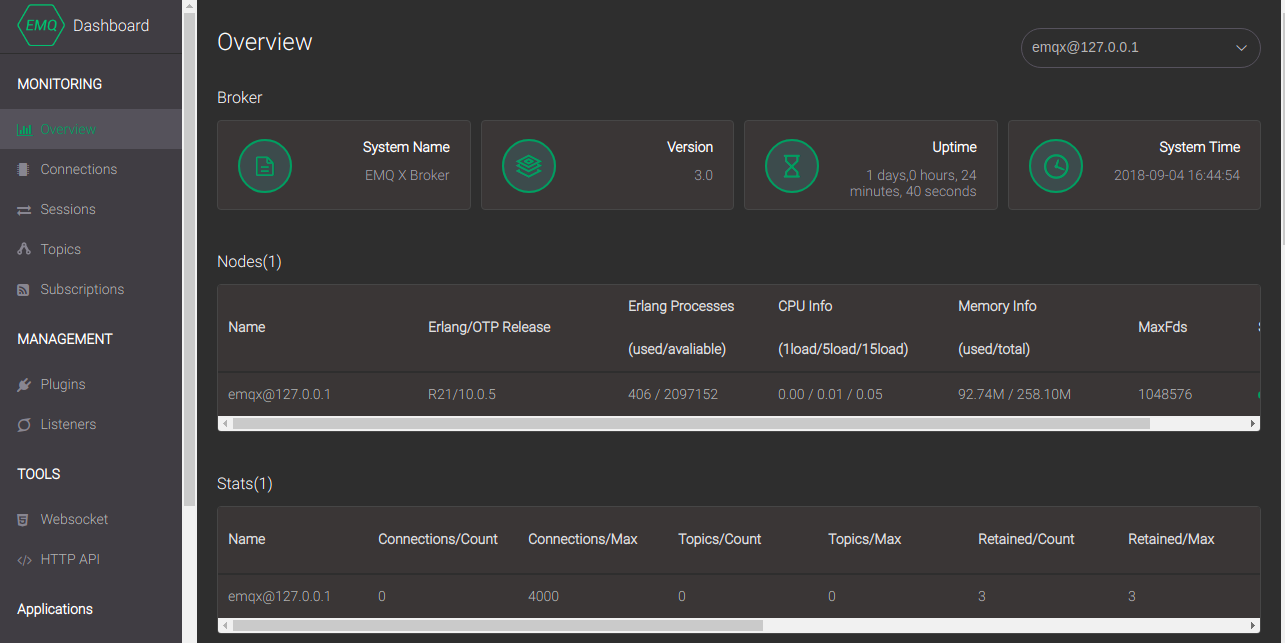 EMQ Dashboard
MONITORING
Overview
Connections
Sessions
Topics
Subscriptions
MANAGEMENT
Plugins
Listeners
TOOLS
Websocket
HTTP API
Applications
Overview
emqx@127.0.0.1
Broker
System Name
EMQ X Broker
Version
3.0
Uptime
1 days,0 hours, 24
minutes, 40 seconds
System Time
2018-09-04 16:44:54
Nodes(1)
Name Erlang/OTP Release Erlang Processes (used/avaliable) CPU Info (1load/5load/15load) Memory Info (used/total) MaxFds
emqx@127.0.0.1 R21/10.0.5 406 / 2097152 0.00 / 0.01 / 0.05 92.74M / 258.10M 1048576
Stats(1)
Name Connections/Count Connections/Max Topics/Count Topics/Max Retained/Count Retained/Max
emqx@127.0.0.1 0 4000 0 0 3 3